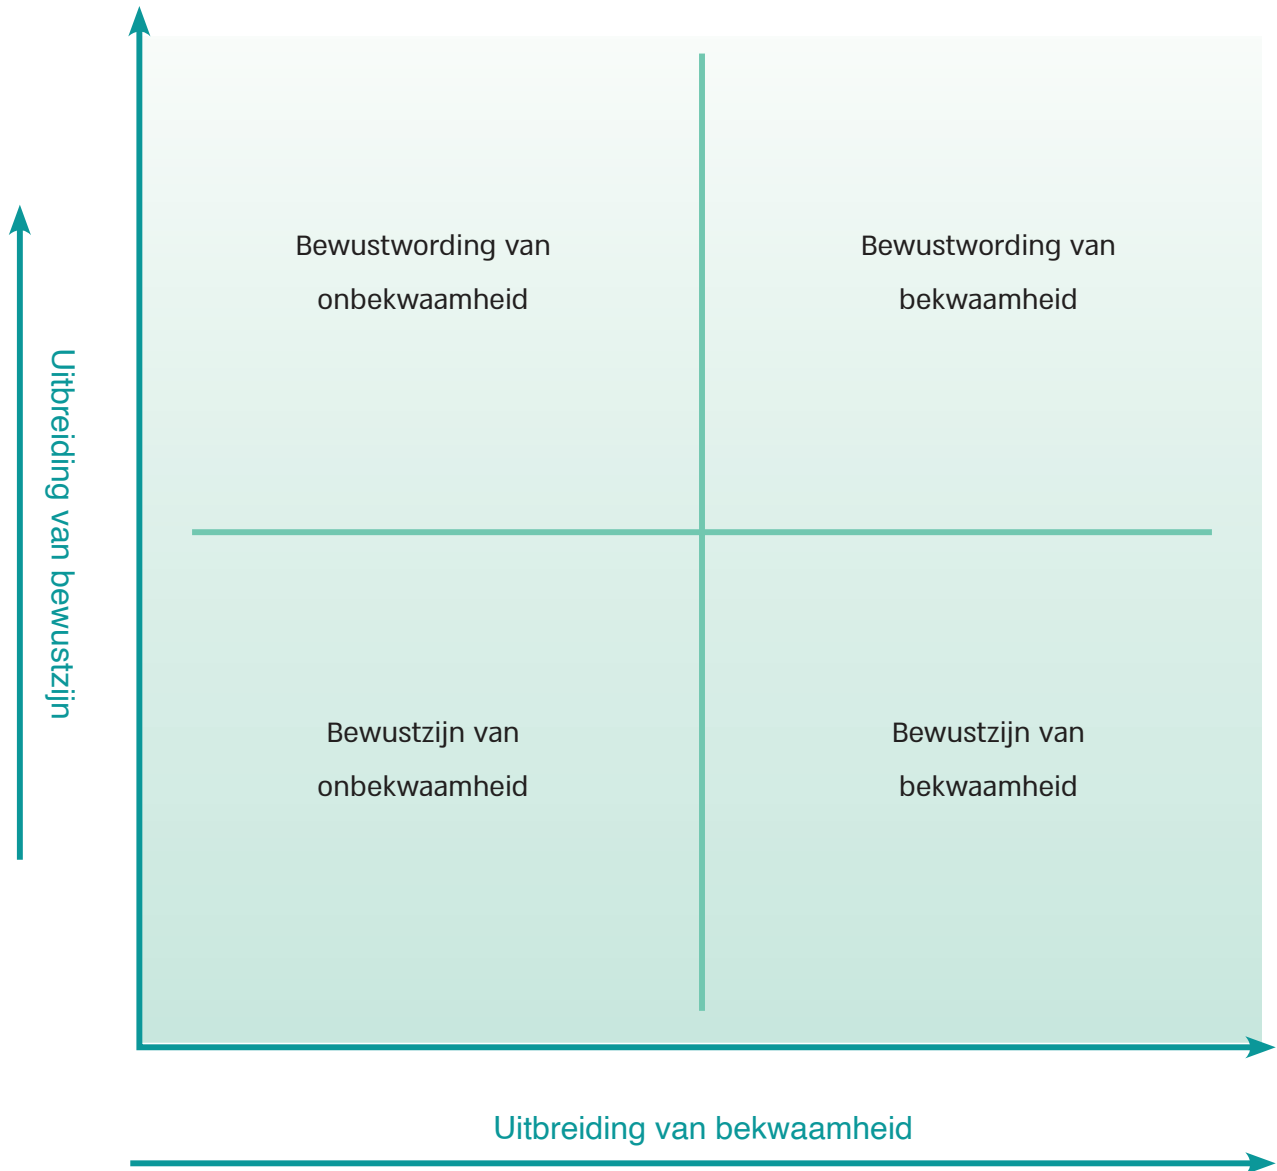 Bewustwording van
onbekwaamheid
Bewustwording van
bekwaamheid
Uitbreiding van bewustzijn
Bewustzijn van
onbekwaamheid
Bewustzijn van
bekwaamheid
Uitbreiding van bekwaamheid